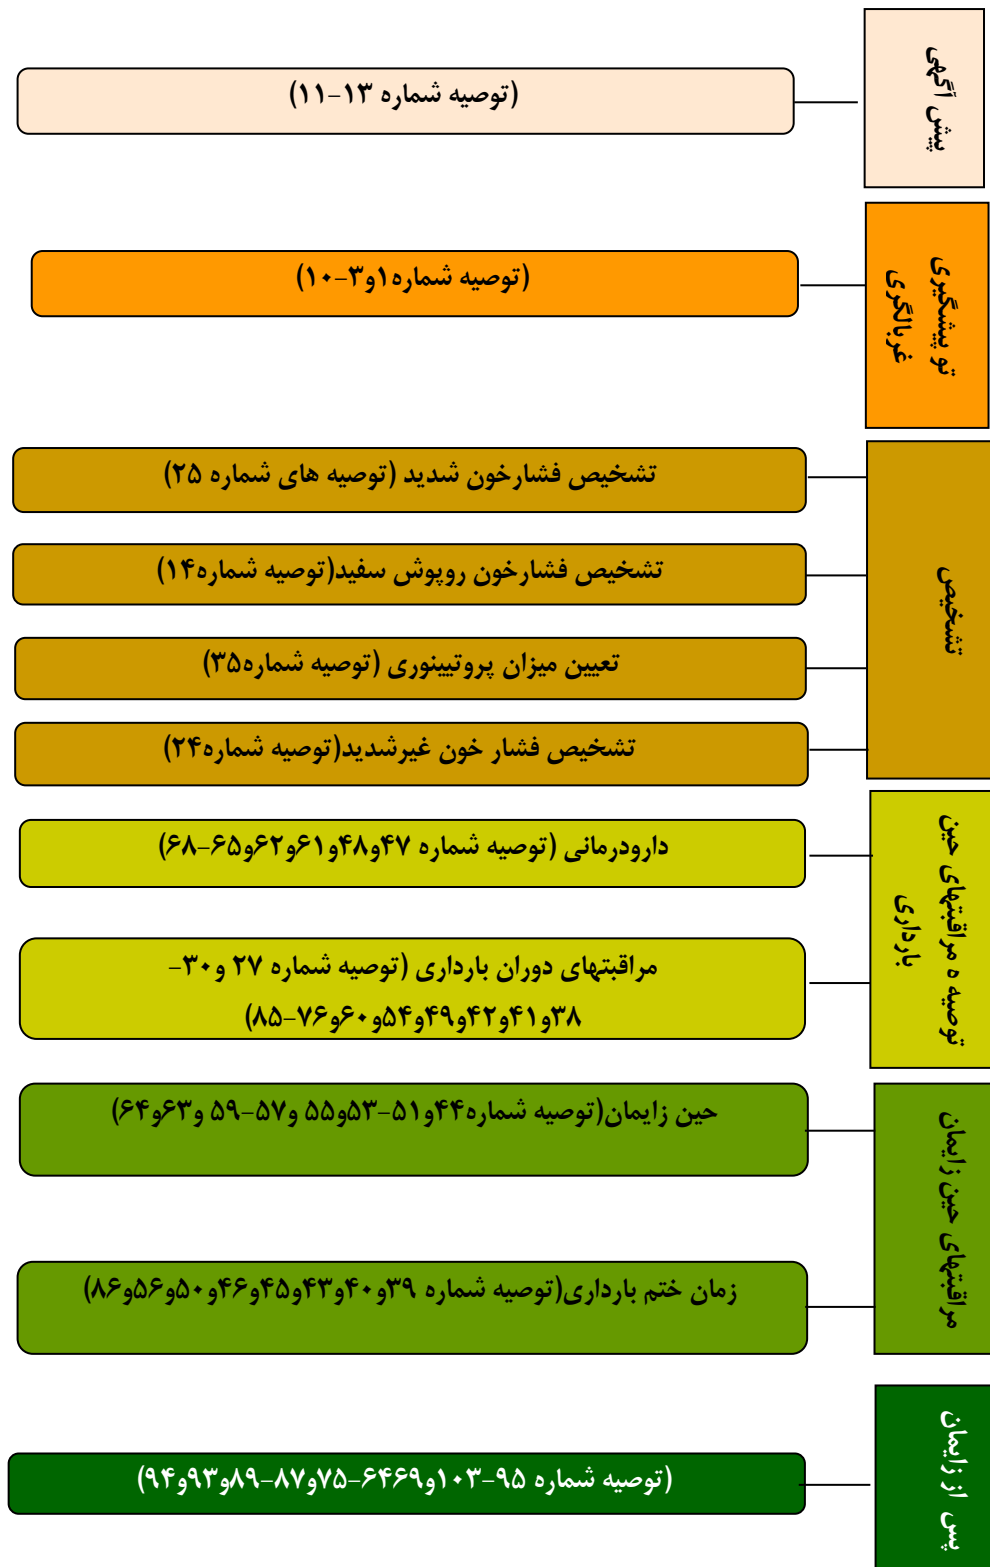 پیش آگهی
(توصیه شماره ۱۳-۱۱)
تو پیشگیری
غربالگری
(توصیه شماره۱و۳-۱۰)
تشخیص
تشخیص فشارخون شدید (توصیه های شماره ۲۵)
تشخیص فشارخون روپوش سفید(توصیه شماره۱۴)
تعیین میزان پروتیینوری (توصیه شماره۳۵)
تشخیص فشار خون غیرشدید(توصیه شماره۲۴)
توصیه ه مراقبتهای حین
بارداری
دارودرمانی (توصیه شماره ۴۷و۴۸و۶۱و۶۲و۶۵-۶۸)
مراقبتهای دوران بارداری (توصیه شماره ۲۷ و۳۰-
۳۸و۴۱و۴۲و۴۹و۵۴و۶۰و۷۶-۸۵)
مراقبتهای حین زایمان
حین زایمان(توصیه شماره۴۴و۵۱-۵۳و۵۵ و۵۷-۵۹ و۶۳و۶۴)
زمان ختم بارداری(توصیه شماره ۳۹و۴۰و۴۳و۴۵و۴۶و۵۰و۵۶و۸۶)
پس از زایمان
(توصیه شماره ۹۵-۱۰۳و۶۴۶۹-۷۵و۸۷-۸۹و۹۳و۹۴)